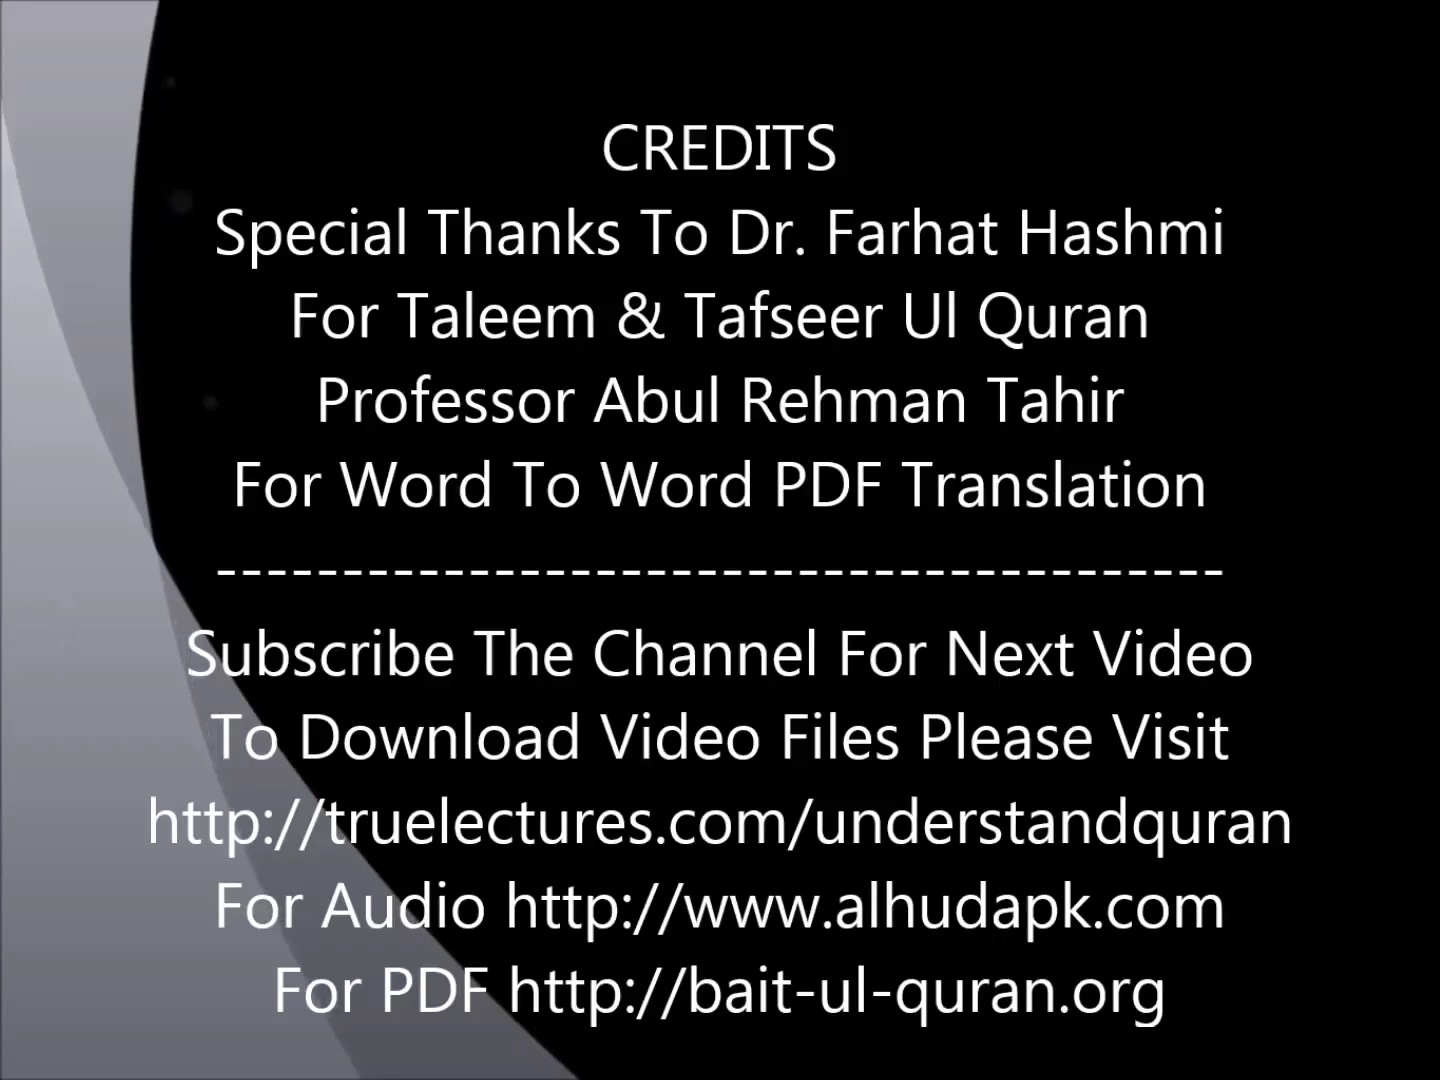 CREDITS
Special Thanks To Dr. Farhat Hashmi
For Taleem & Tafseer Ul Quran
Professor Abul Rehman Tahir
For Word To Word PDF Translation
---------------------------------------
Subscribe The Channel For Next Video
To Download Video Files Please Visit
http://truelectures.com/understandquran
For Audio http://www.alhudapk.com
For PDF http://bait-ul-quran.org